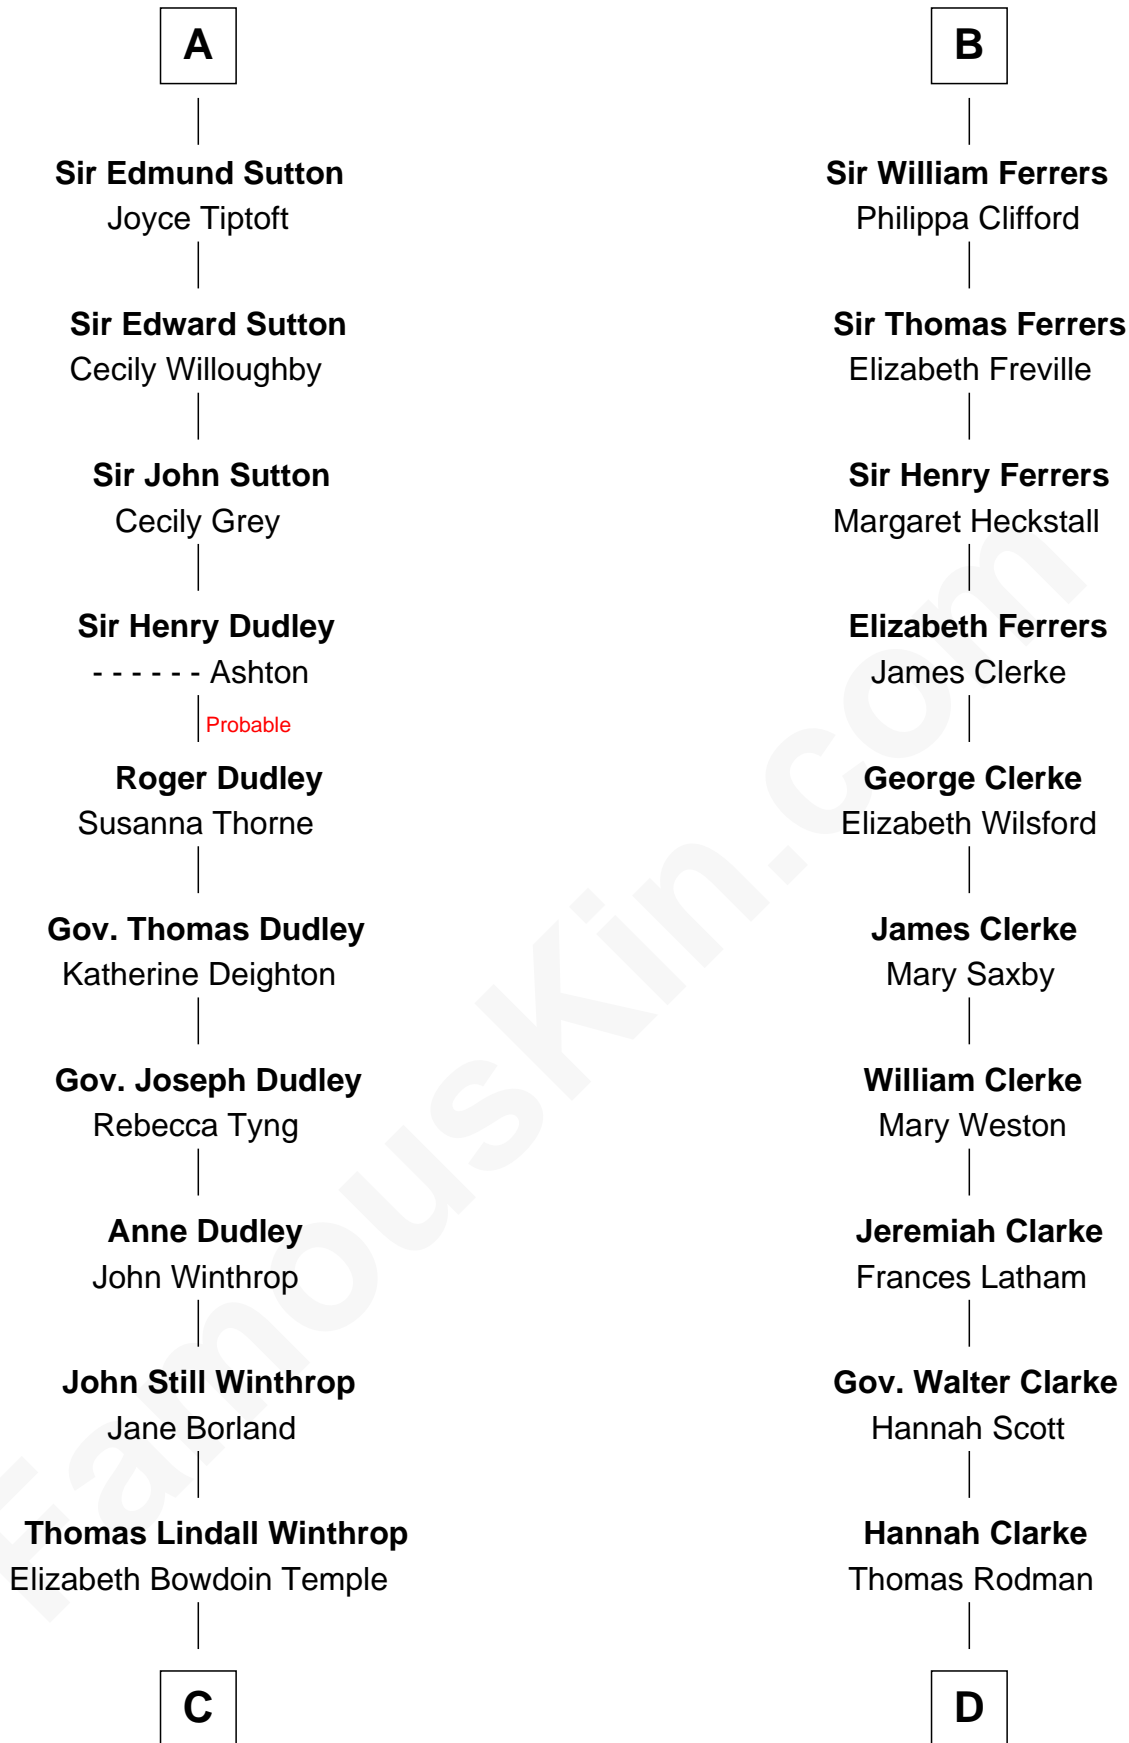 A
Sir Edmund Sutton
Joyce Tiptoft
Sir Edward Sutton
Cecily Willoughby
Sir John Sutton
Cecily Grey
Sir Henry Dudley
- - - - - - Ashton
Probable
Roger Dudley
Susanna Thorne
Gov. Thomas Dudley
Katherine Deighton
Gov. Joseph Dudley
Rebecca Tyng
Anne Dudley
John Winthrop
John Still Winthrop
Jane Borland
Thomas Lindall Winthrop
Elizabeth Bowdoin Temple
C
B
Sir William Ferrers
Philippa Clifford
Sir Thomas Ferrers
Elizabeth Freville
Sir Henry Ferrers
Margaret Heckstall
Elizabeth Ferrers
James Clerke
George Clerke
Elizabeth Wilsford
James Clerke
Mary Saxby
William Clerke
Mary Weston
Jeremiah Clarke
Frances Latham
Gov. Walter Clarke
Hannah Scott
Hannah Clarke
Thomas Rodman
D
FamousKin.com